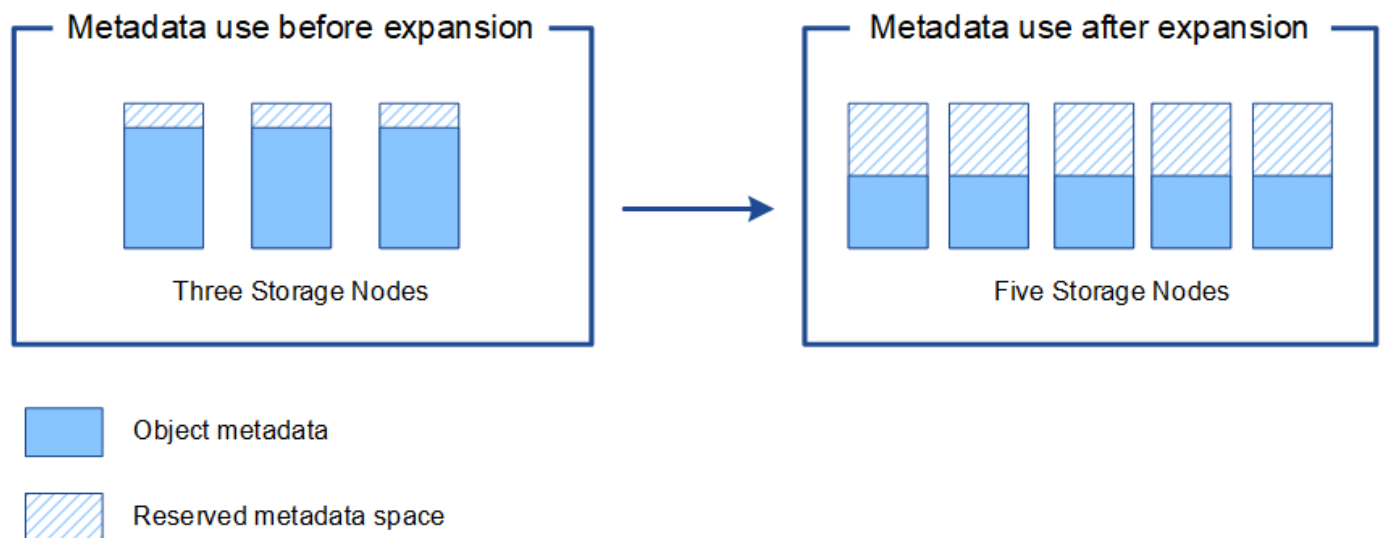 Metadata use before expansion
Metadata use after expansion
Three Storage Nodes
Five Storage Nodes
Object metadata
Reserved metadata space